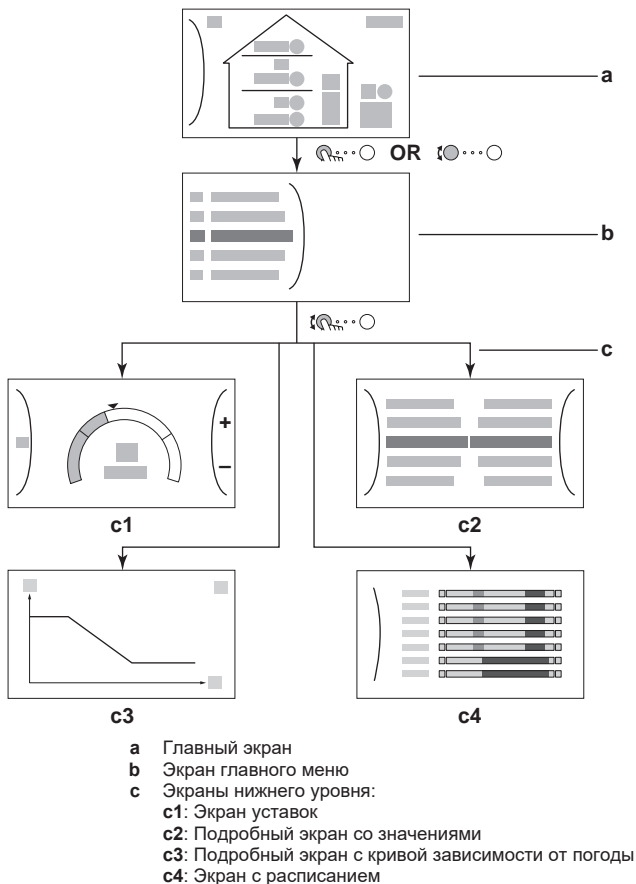 a
OR
b
c
+
–
c1
c2
c3
c4
a Главный экран
b Экран главного меню
c Экраны нижнего уровня:
c1: Экран уставок
c2: Подробный экран со значениями
c3: Подробный экран с кривой зависимости от погоды
c4: Экран с расписанием